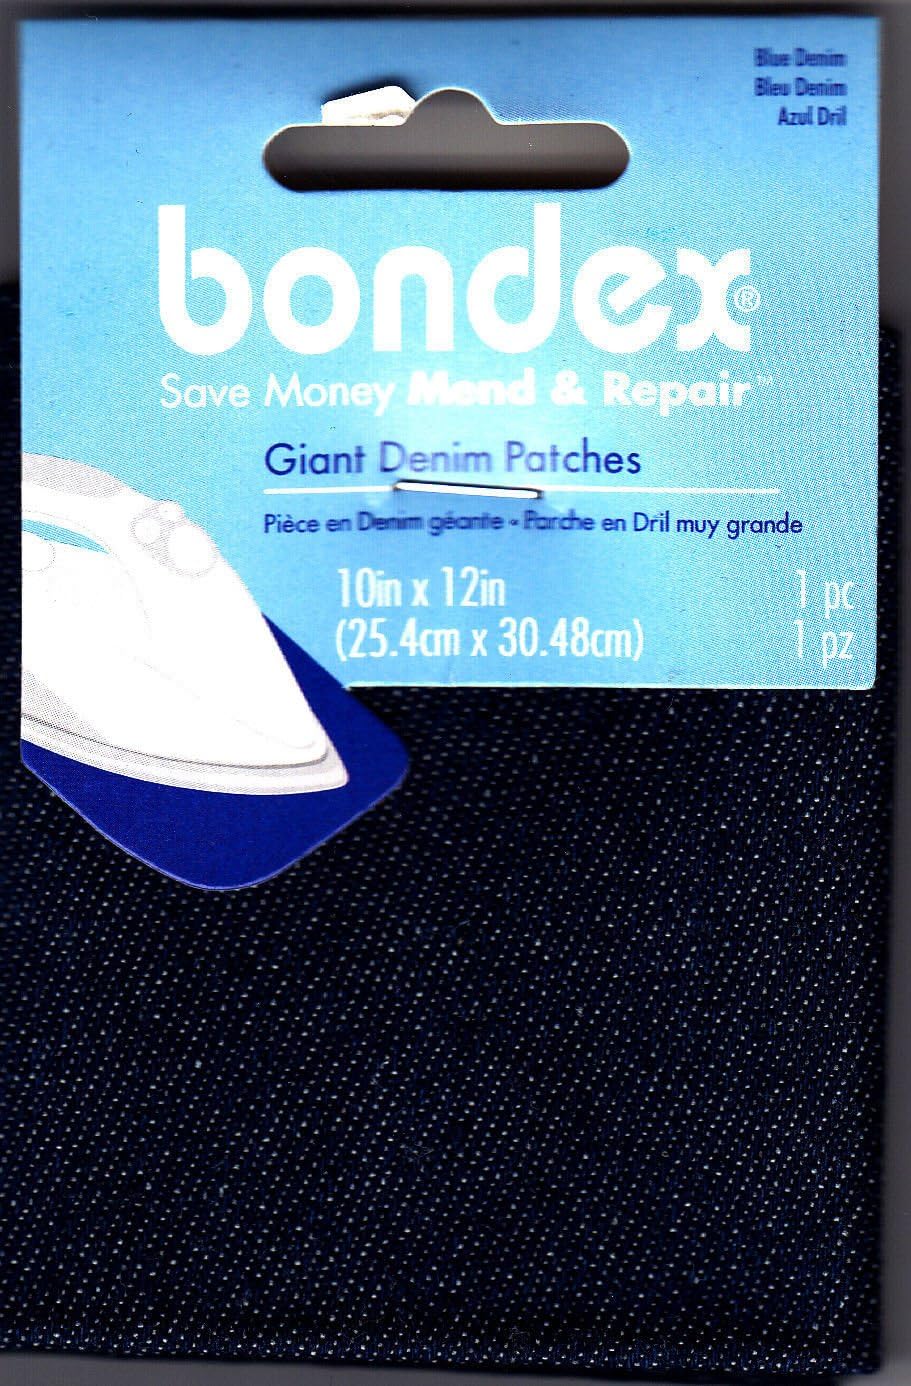 Blue Denim
Bleu Denim
Azul Dril
bondex®
Save Money Mend & Repair™
Giant Denim Patches
Pièce en Denim géante • Parche en Dril muy grande
10in x 12in 1 pc
(25.4cm x 30.48cm) 1 pz